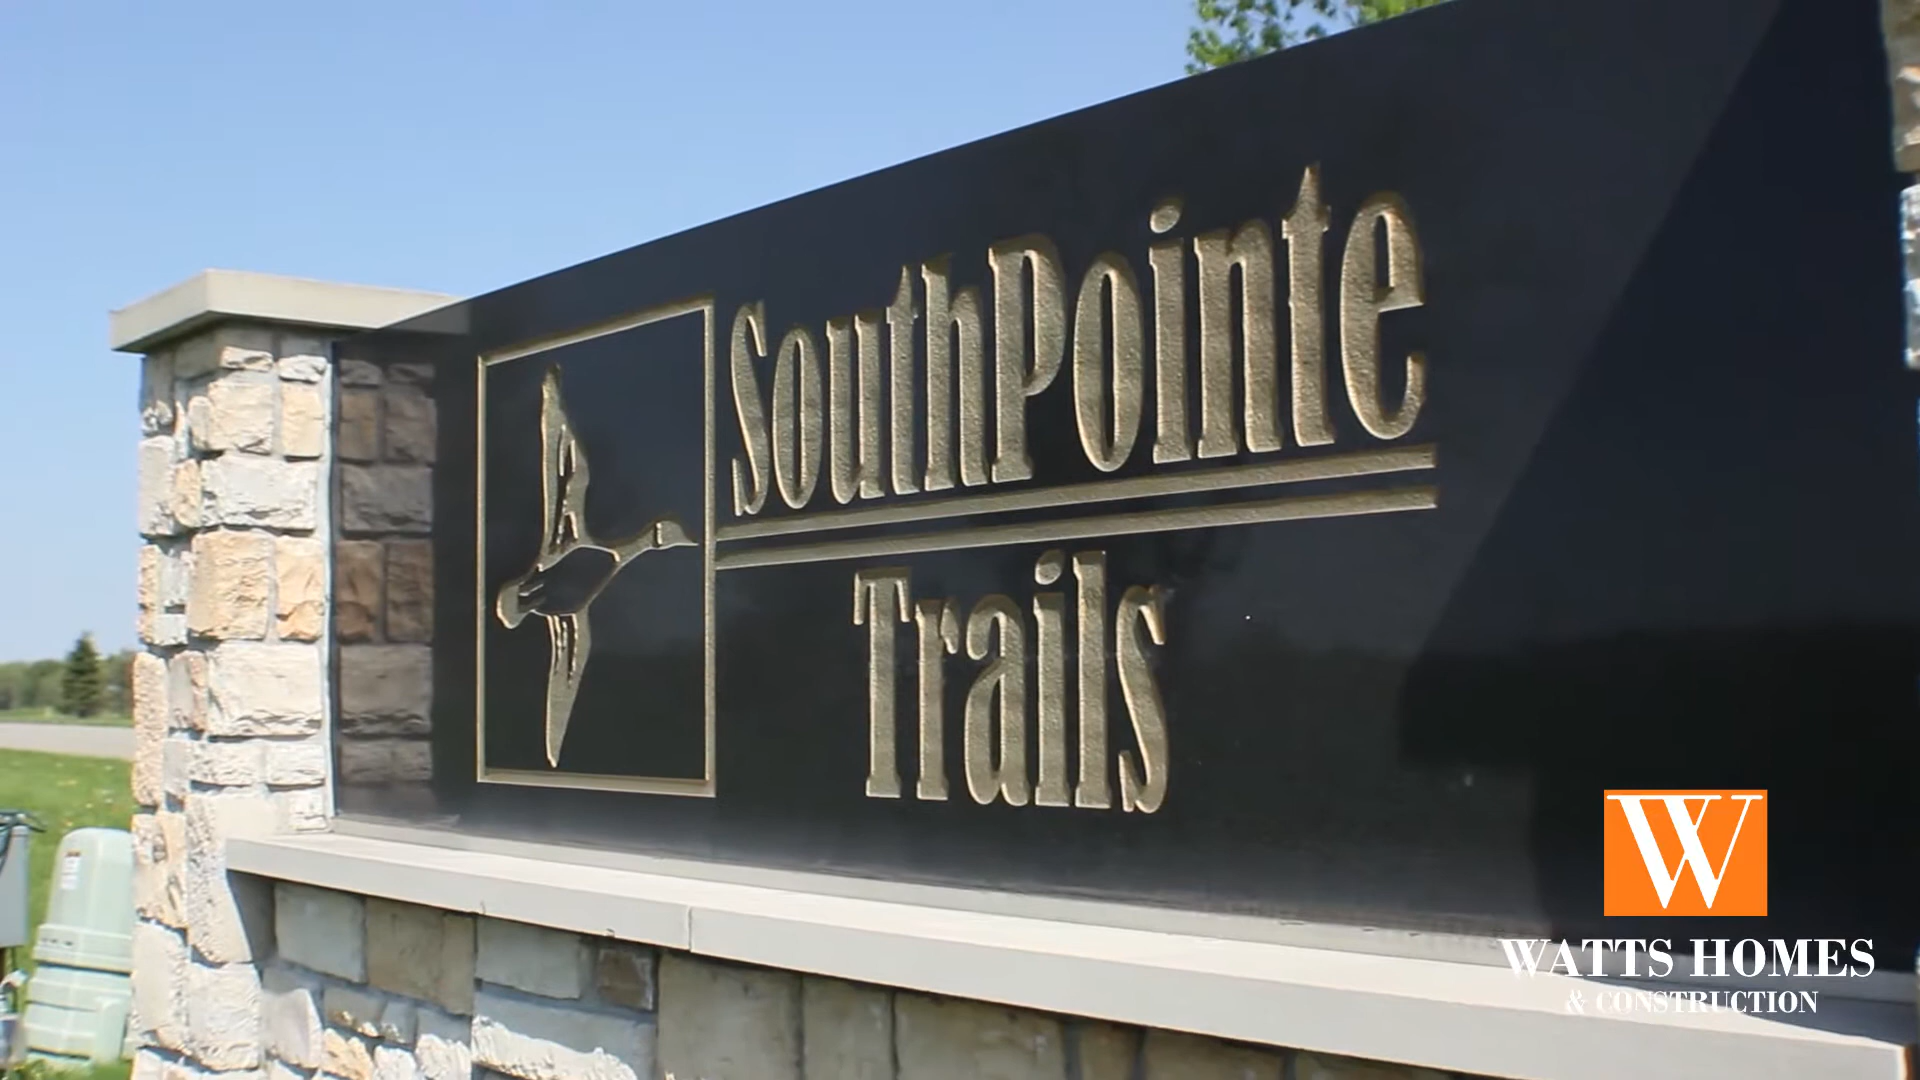 SouthPointe
Trails
W
WATTS HOMES
& CONSTRUCTION